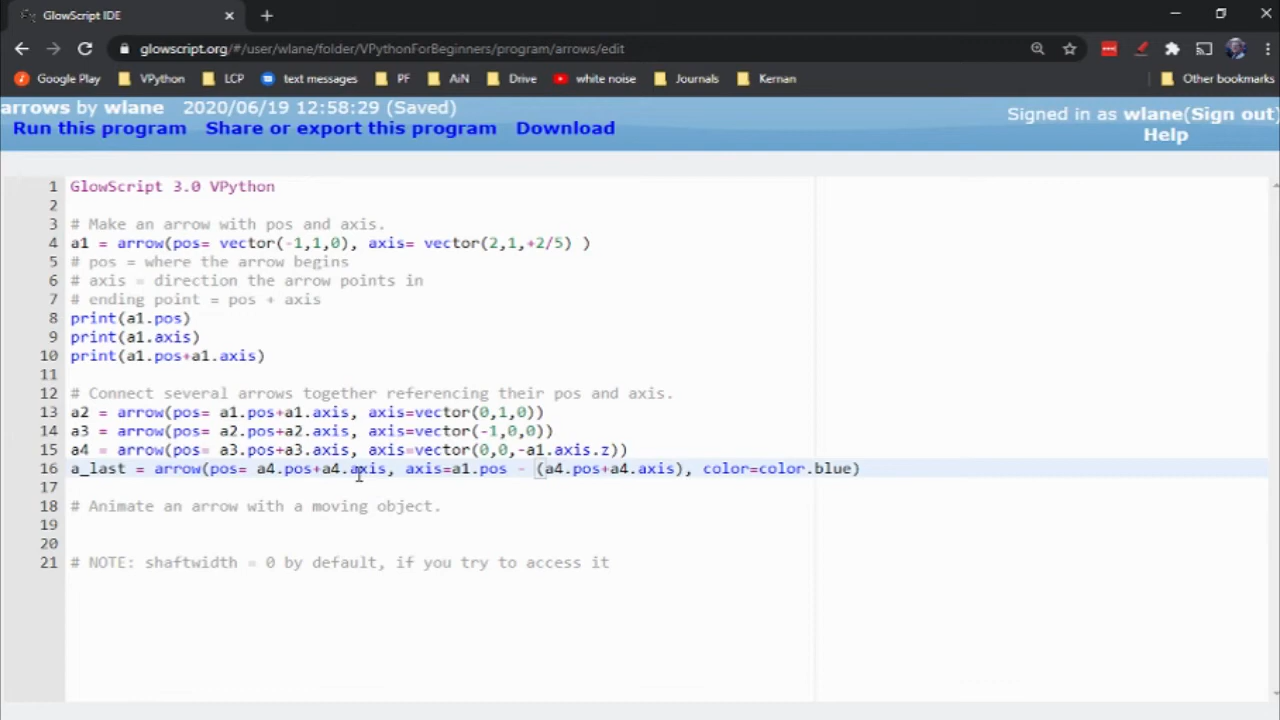 GlowScript IDE
glowscript.org/#/user/wlane/folder/VPythonForBeginners/program/arrows/edit
Google Play VPython LCP text messages PF AiN Drive white noise Journals Kernan Other bookmarks
arrows by wlane 2020/06/19 12:58:29 (Saved) Signed in as wlane(Sign out)
Run this program Share or export this program Download Help
1 GlowScript 3.0 VPython
2
3 # Make an arrow with pos and axis.
4 a1 = arrow(pos= vector(-1,1,0), axis= vector(2,1,+2/5) )
5 # pos = where the arrow begins
6 # axis = direction the arrow points in
7 # ending point = pos + axis
8 print(a1.pos)
9 print(a1.axis)
10 print(a1.pos+a1.axis)
11
12 # Connect several arrows together referencing their pos and axis.
13 a2 = arrow(pos= a1.pos+a1.axis, axis=vector(0,1,0))
14 a3 = arrow(pos= a2.pos+a2.axis, axis=vector(-1,0,0))
15 a4 = arrow(pos= a3.pos+a3.axis, axis=vector(0,0,-a1.axis.z))
16 a_last = arrow(pos= a4.pos+a4.axis, axis=a1.pos - (a4.pos+a4.axis), color=color.blue)
17
18 # Animate an arrow with a moving object.
19
20
21 # NOTE: shaftwidth = 0 by default, if you try to access it